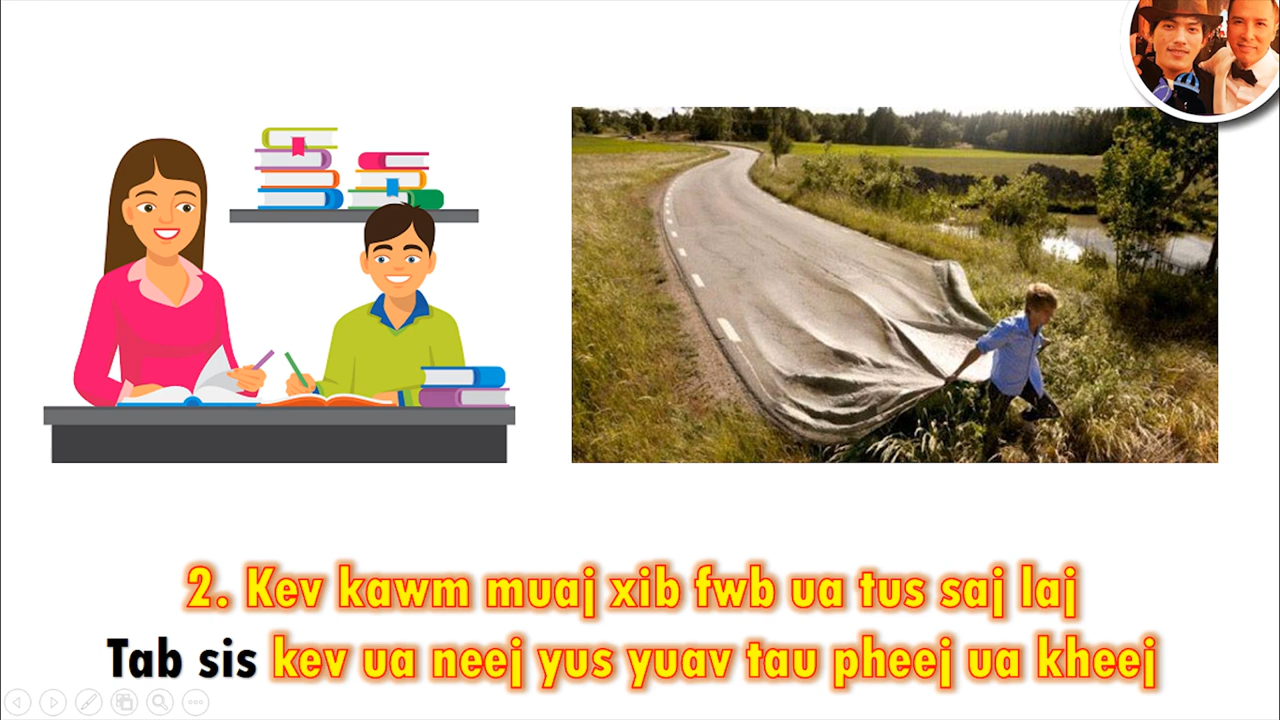 2. Kev kawm muaj xib fwb ua tus saj laj
Tab sis kev ua neej yus yuav tau pheej ua kheej